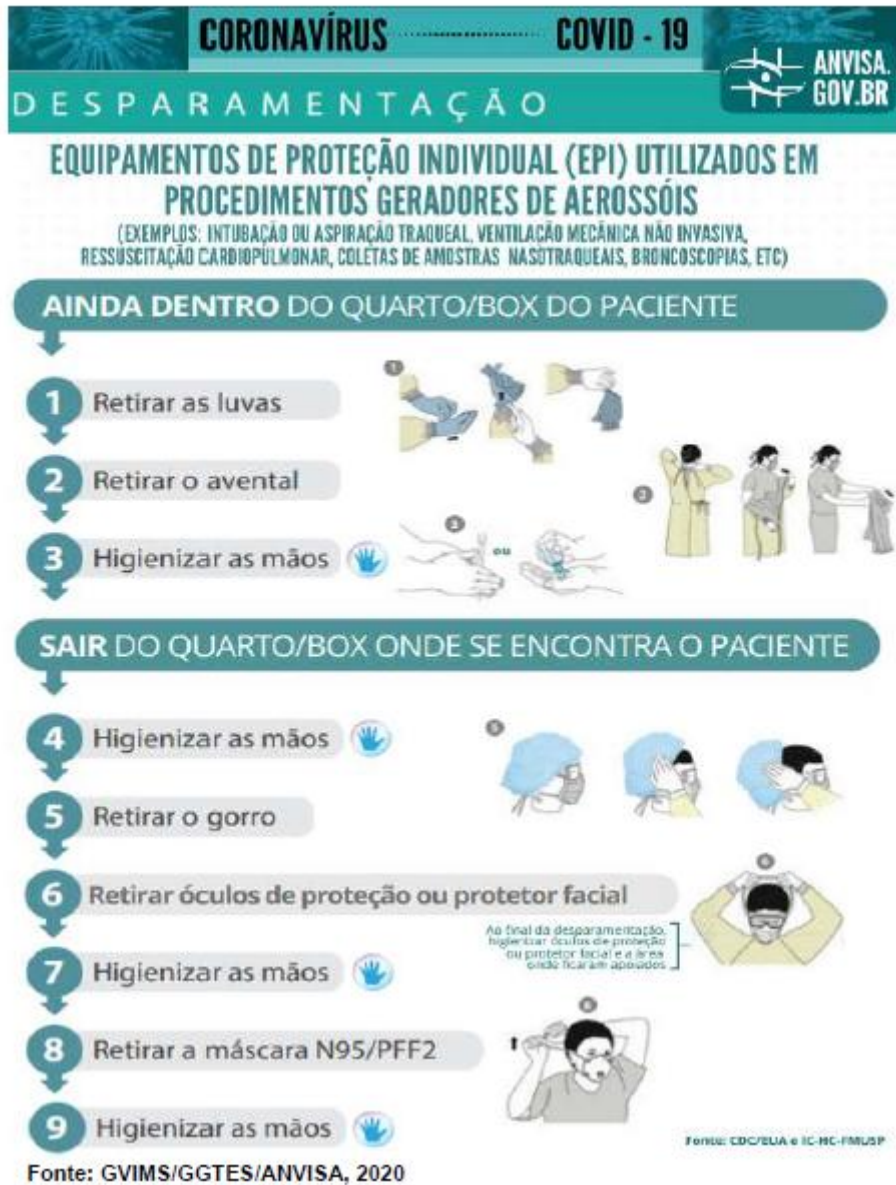 CORONAVÍRUS ................ COVID - 19
ANVISA.
GOV.BR
DESPARAMENTAÇÃO
EQUIPAMENTOS DE PROTEÇÃO INDIVIDUAL (EPI) UTILIZADOS EM
PROCEDIMENTOS GERADORES DE AEROSSÓIS
(EXEMPLOS: INTUBAÇÃO OU ASPIRAÇÃO TRAQUEAL, VENTILAÇÃO MECÂNICA NÃO INVASIVA,
RESSUSCITAÇÃO CARDIOPULMONAR, COLETAS DE AMOSTRAS NASOTRAQUEAIS, BRONCOSCOPIAS, ETC)
AINDA DENTRO DO QUARTO/BOX DO PACIENTE
1
1 Retirar as luvas
2 Retirar o avental
2
3
3 Higienizar as mãos
ou
SAIR DO QUARTO/BOX ONDE SE ENCONTRA O PACIENTE
4 Higienizar as mãos
5
5 Retirar o gorro
6
6 Retirar óculos de proteção ou protetor facial
Ao final da desparamentação,
higienizar óculos de proteção
ou protetor facial e a área
onde ficaram apoiados
7 Higienizar as mãos
8
8 Retirar a máscara N95/PFF2
9 Higienizar as mãos
Fonte: CDC/EUA e IC-HC-FMUSP
Fonte: GVIMS/GGTES/ANVISA, 2020